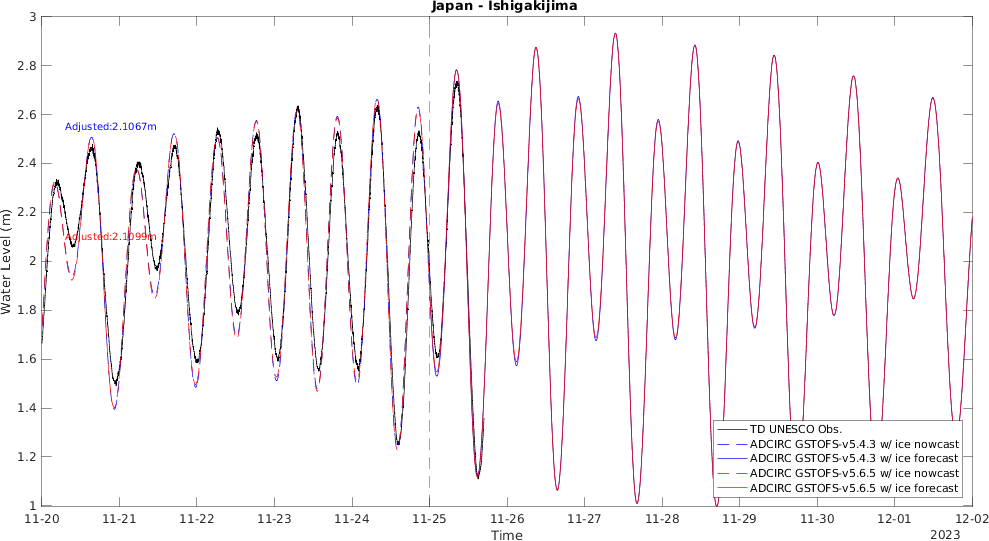 Japan - Ishigakijima
3
2.8
2.6
2.4
2.2
2
1.8
1.6
1.4
1.2
1
Water Level (m)
Adjusted:2.1067m
Adjusted:2.1099m
TD UNESCO Obs.
ADCIRC GSTOFS-v5.4.3 w/ ice nowcast
ADCIRC GSTOFS-v5.4.3 w/ ice forecast
ADCIRC GSTOFS-v5.6.5 w/ ice nowcast
ADCIRC GSTOFS-v5.6.5 w/ ice forecast
11-20 11-21 11-22 11-23 11-24 11-25 11-26 11-27 11-28 11-29 11-30 12-01 12-02
Time
2023